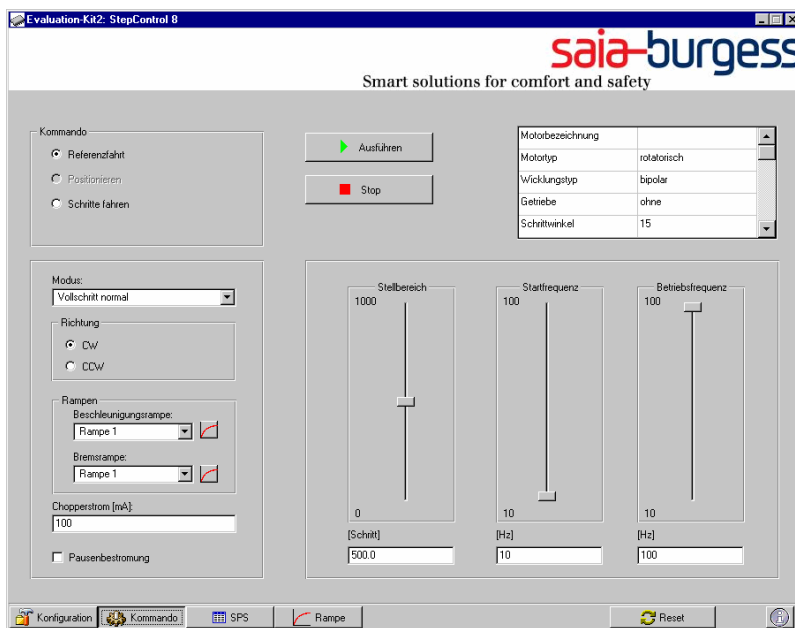 Evaluation-Kit2: StepControl 8
saia-burgess
Smart solutions for comfort and safety
Kommando
Referenzfahrt
Positionieren
Schritte fahren
Ausführen
Stop
Motorbezeichnung
Motortyp rotatorisch
Wicklungstyp bipolar
Getriebe ohne
Schrittwinkel 15
Modus:
Vollschritt normal
Richtung
CW
CCW
Rampen
Beschleunigungsrampe:
Rampe 1
Bremsrampe:
Rampe 1
Chopperstrom [mA]:
100
Pausenbestromung
Stellbereich
1000
0
[Schritt]
500.0
Startfrequenz
100
10
[Hz]
10
Betriebsfrequenz
100
10
[Hz]
100
Konfiguration
Kommando
SPS
Rampe
Reset